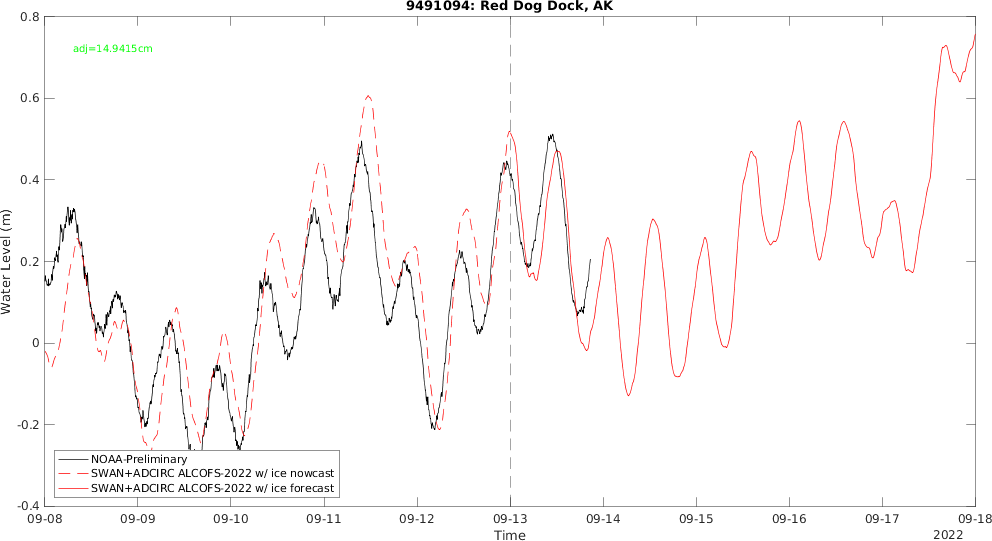 9491094: Red Dog Dock, AK
adj=14.9415cm
Water Level (m)
0.8
0.6
0.4
0.2
0
-0.2
-0.4
NOAA-Preliminary
SWAN+ADCIRC ALCOFS-2022 w/ ice nowcast
SWAN+ADCIRC ALCOFS-2022 w/ ice forecast
09-08 09-09 09-10 09-11 09-12 09-13 09-14 09-15 09-16 09-17 09-18
Time
2022